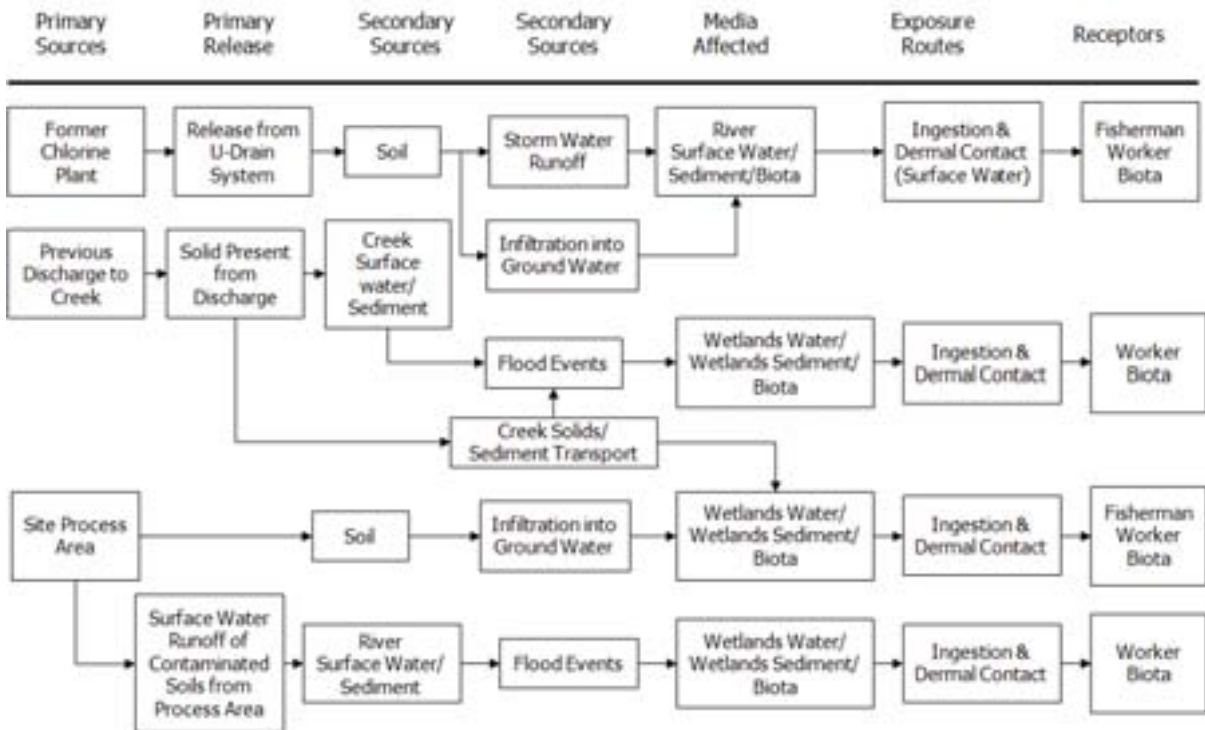 Primary
Sources
Primary
Release
Secondary
Sources
Secondary
Sources
Media
Affected
Exposure
Routes
Receptors
Former
Chlorine
Plant
Release from
U-Drain
System
Soil
Storm Water
Runoff
River
Surface Water/
Sediment/Biota
Ingestion &
Dermal Contact
(Surface Water)
Fisherman
Worker
Biota
Previous
Discharge to
Creek
Solid Present
from
Discharge
Creek
Surface
water/
Sediment
Infiltration into
Ground Water
Flood Events
Wetlands Water/
Wetlands Sediment/
Biota
Ingestion &
Dermal Contact
Worker
Biota
Creek Solids/
Sediment Transport
Site Process
Area
Soil
Infiltration into
Ground Water
Wetlands Water/
Wetlands Sediment/
Biota
Ingestion &
Dermal Contact
Fisherman
Worker
Biota
Surface Water
Runoff of
Contaminated
Soils from
Process Area
River
Surface Water/
Sediment
Flood Events
Wetlands Water/
Wetlands Sediment/
Biota
Ingestion &
Dermal Contact
Worker
Biota